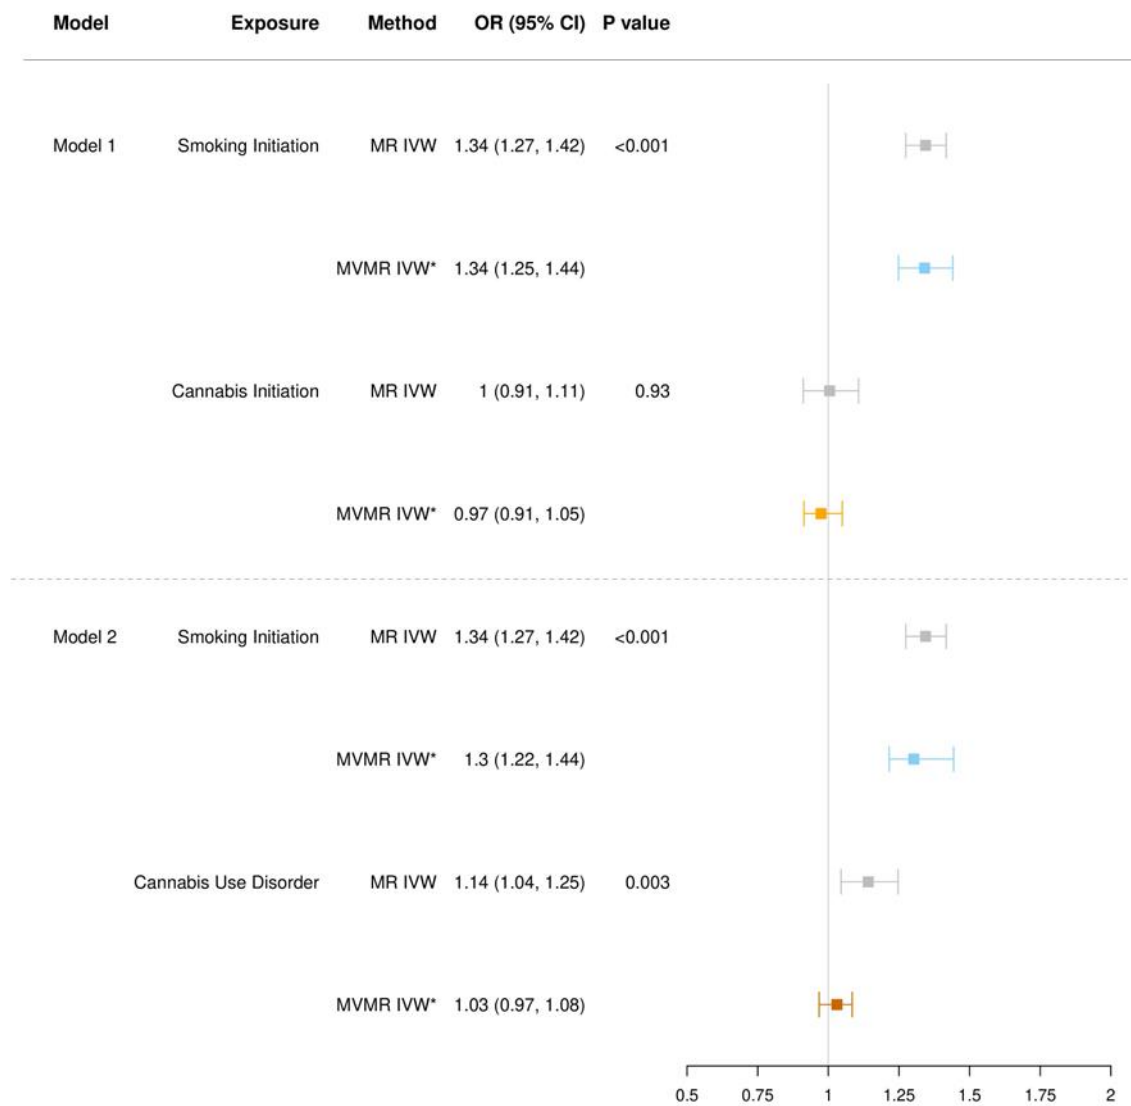 Model Exposure Method OR (95% CI) P value
Model 1 Smoking Initiation MR IVW 1.34 (1.27, 1.42) <0.001
MVMR IVW* 1.34 (1.25, 1.44)
Cannabis Initiation MR IVW 1 (0.91, 1.11) 0.93
MVMR IVW* 0.97 (0.91, 1.05)
Model 2 Smoking Initiation MR IVW 1.34 (1.27, 1.42) <0.001
MVMR IVW* 1.3 (1.22, 1.44)
Cannabis Use Disorder MR IVW 1.14 (1.04, 1.25) 0.003
MVMR IVW* 1.03 (0.97, 1.08)
0.5 0.75 1 1.25 1.5 1.75 2